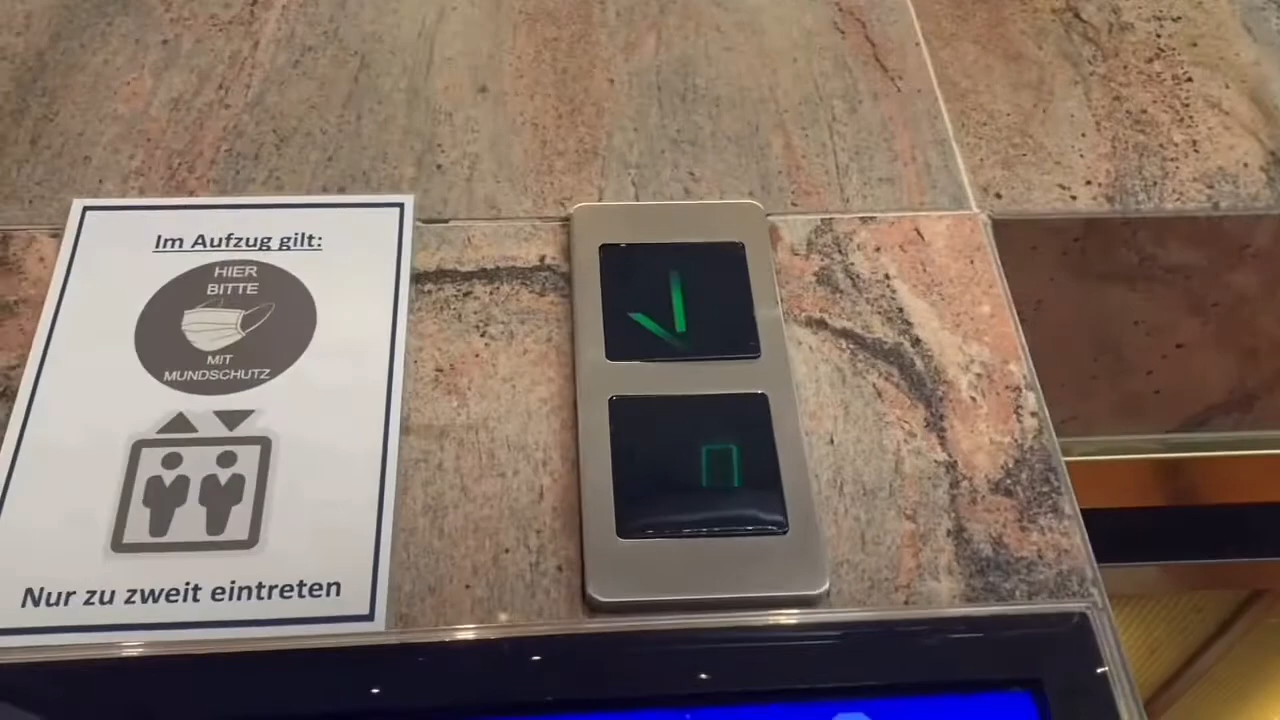 Im Aufzug gilt:
HIER
BITTE
MIT
MUNDSCHUTZ
Nur zu zweit eintreten